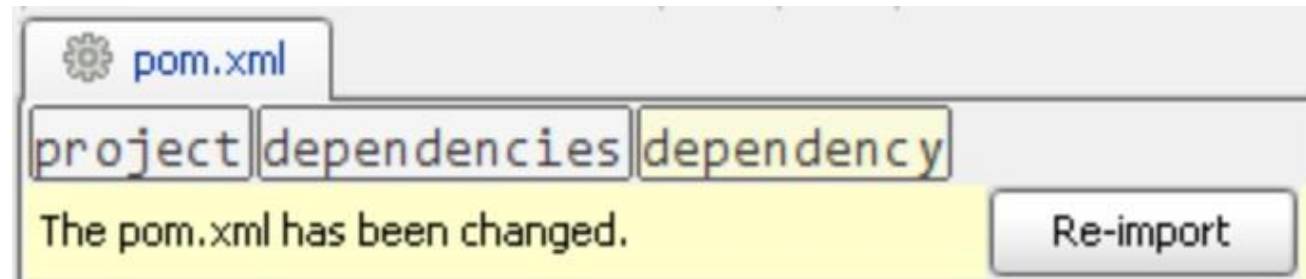 pom.xml
project dependencies dependency
The pom.xml has been changed. Re-import